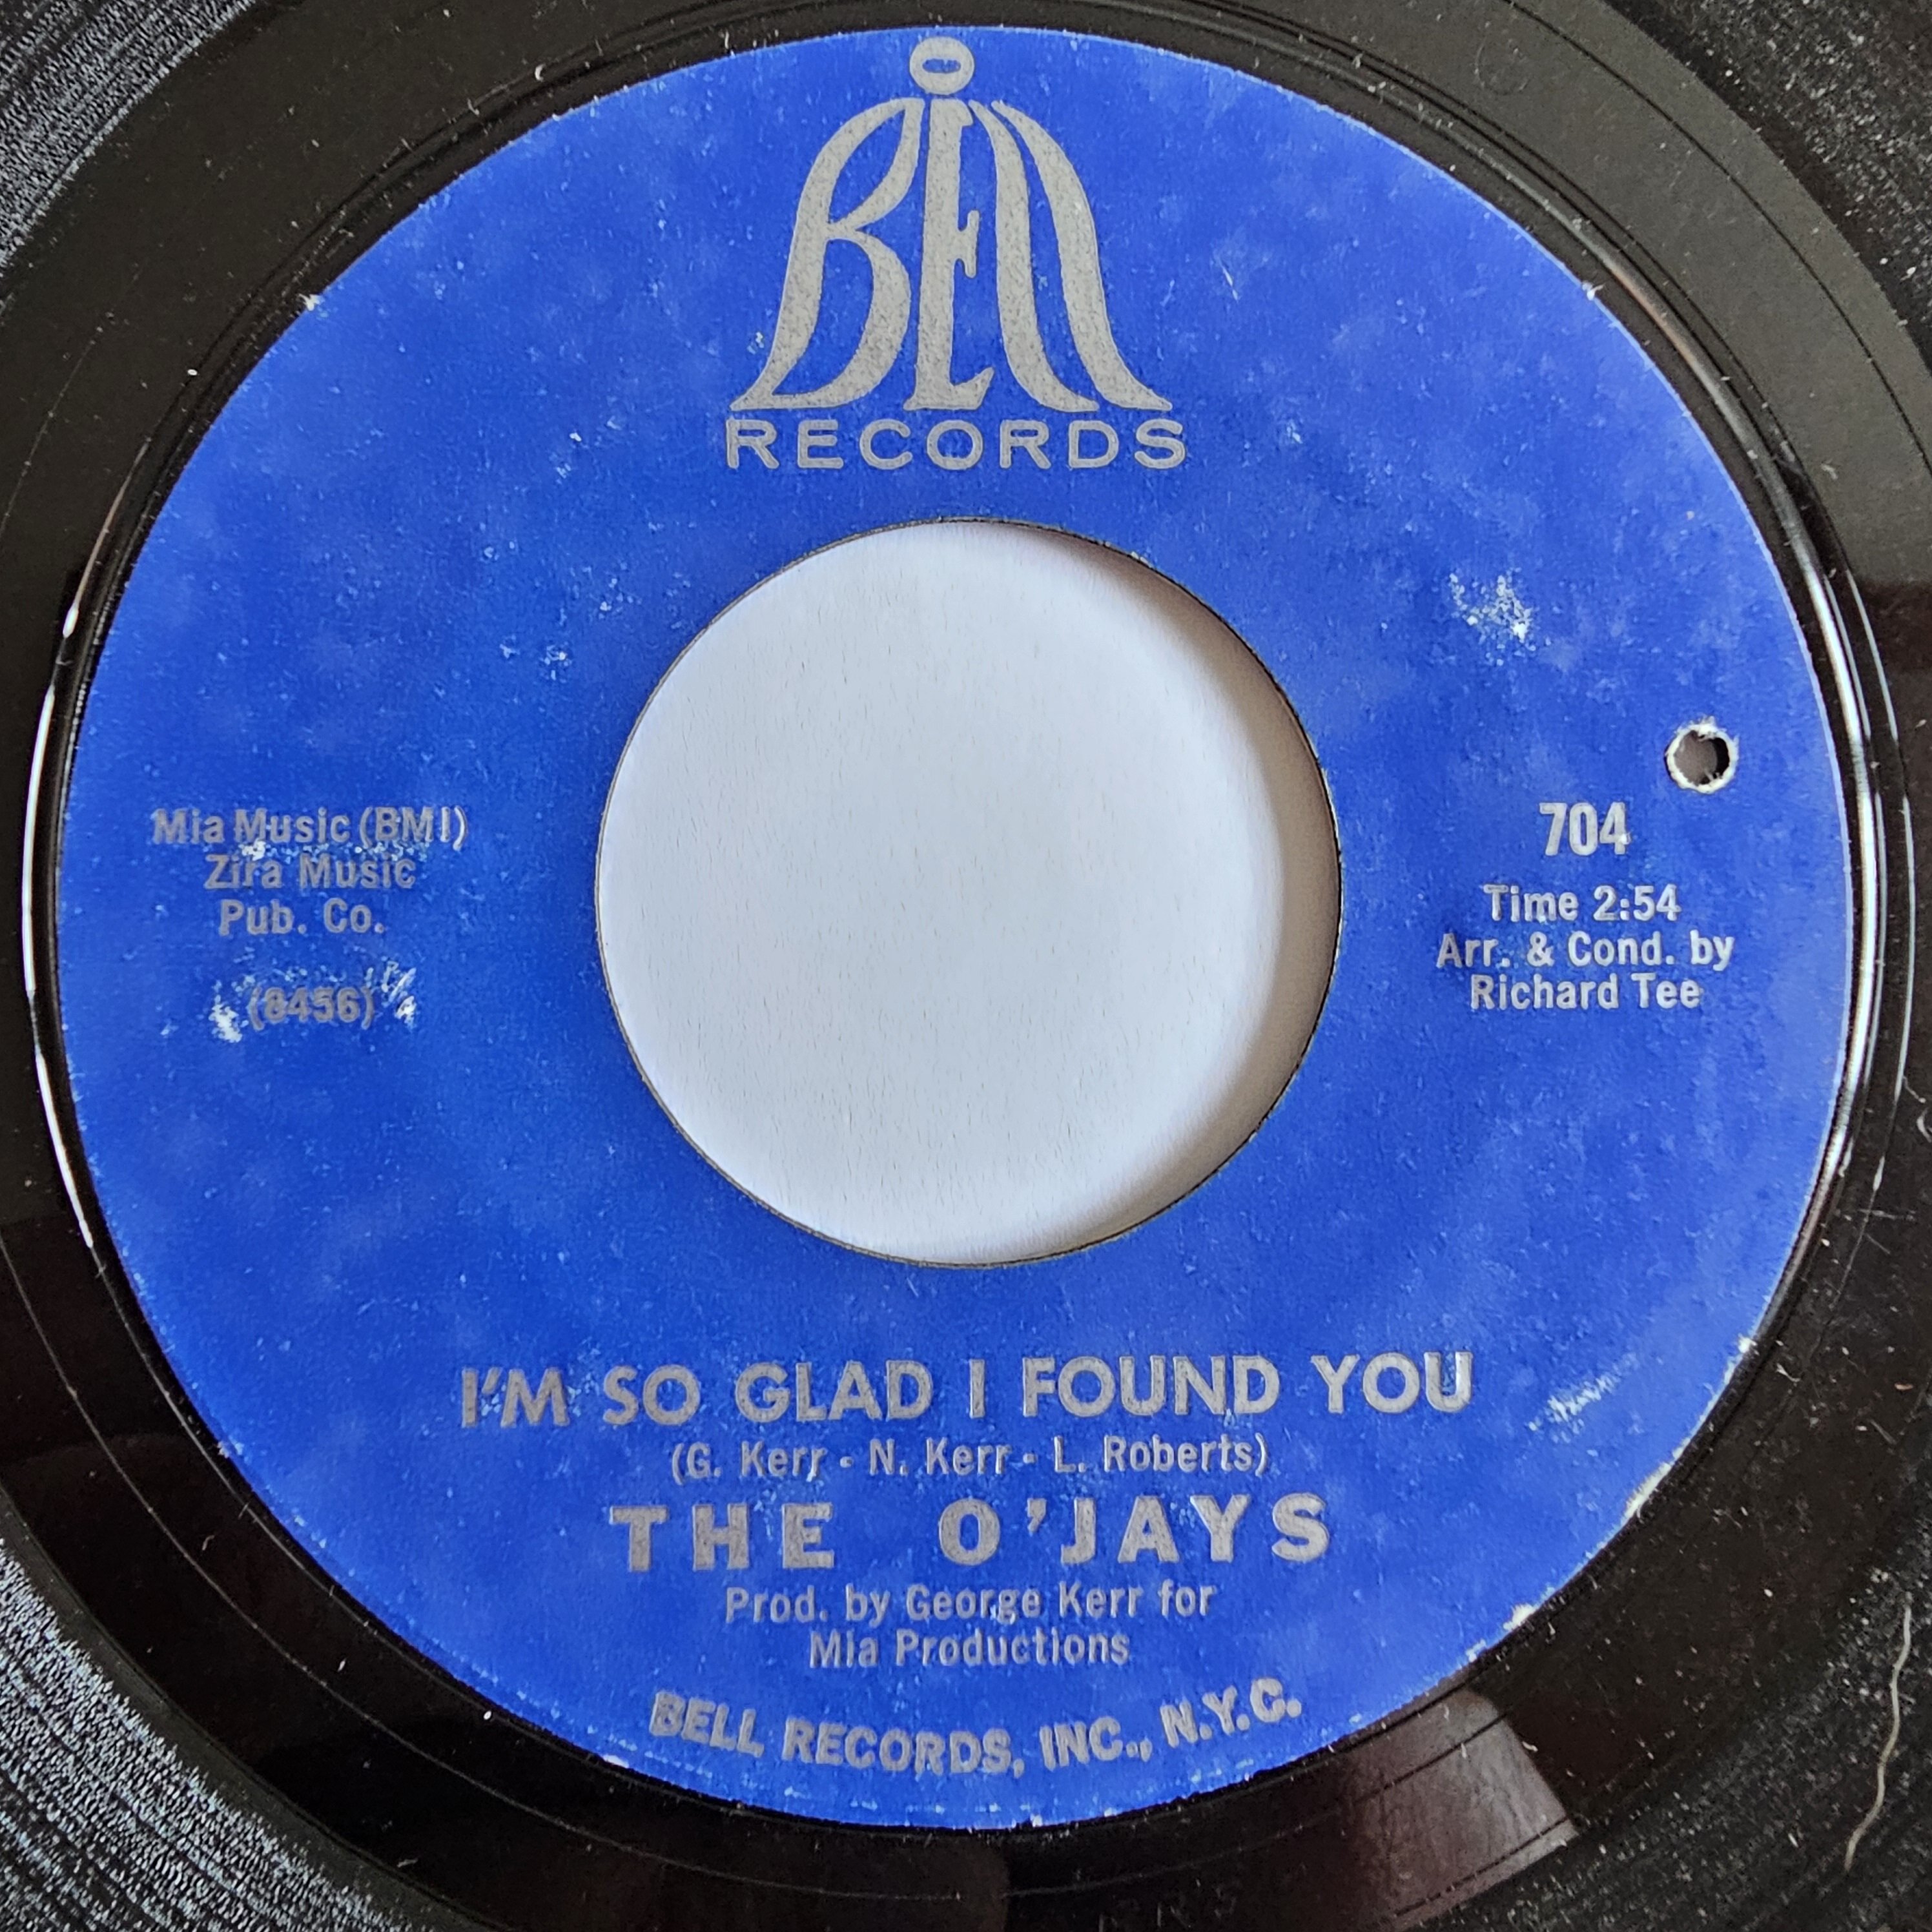 BELL
RECORDS
Mia Music (BMI)
Zira Music
Pub. Co.
(8456)
704
Time 2:54
Arr. & Cond. by
Richard Tee
I'M SO GLAD I FOUND YOU
(G. Kerr - N. Kerr - L. Roberts)
THE O'JAYS
Prod. by George Kerr for
Mia Productions
BELL RECORDS, INC., N.Y.C.